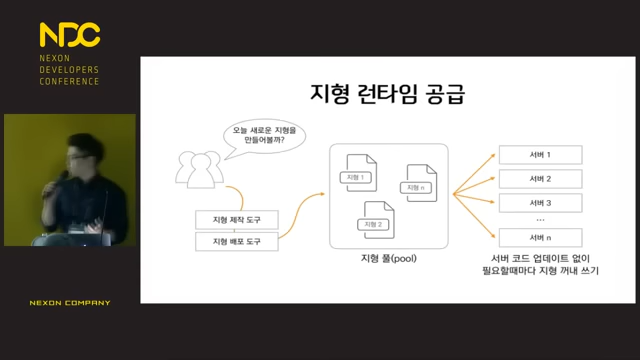 NDC
NEXON
DEVELOPERS
CONFERENCE
지형 런타임 공급
오늘 새로운 지형을
만들어볼까?
지형 제작 도구
지형 배포 도구
지형 1
지형 n
지형 2
지형 풀(pool)
서버 1
서버 2
서버 3
...
서버 n
서버 코드 업데이트 없이
필요할때마다 지형 꺼내 쓰기
NEXON COMPANY